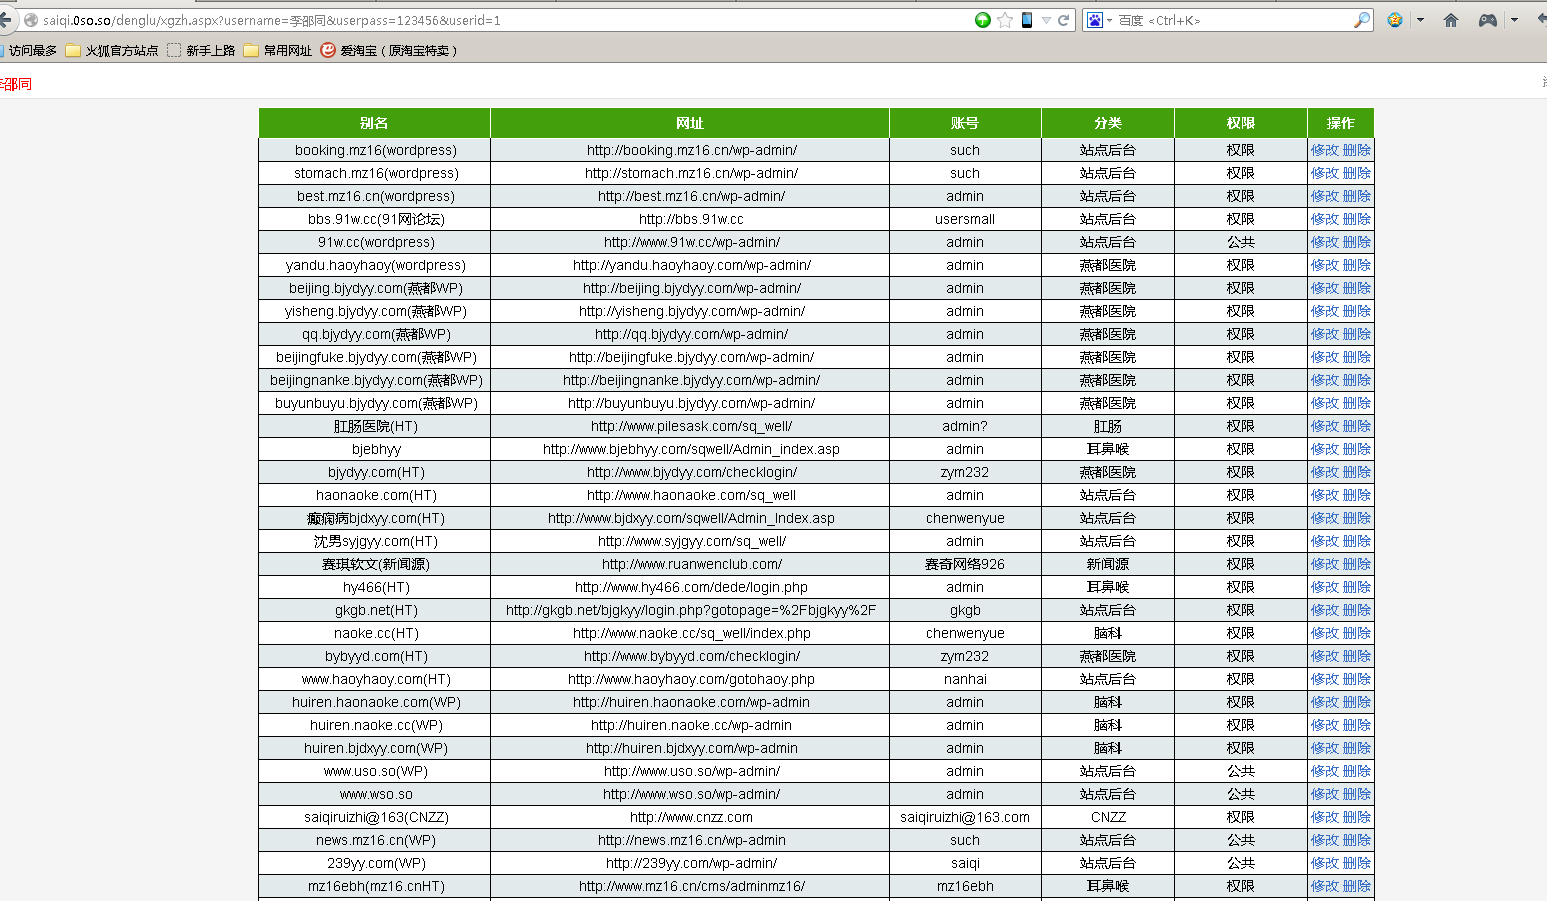 saiqi.0so.so/denglu/xgzh.aspx?username=李邵同&userpass=123456&userid=1
百度 <Ctrl+K>
访问最多 火狐官方站点 新手上路 常用网址 爱淘宝（原淘宝特卖）
李邵同
别名 网址 账号 分类 权限 操作
booking.mz16(wordpress) http://booking.mz16.cn/wp-admin/ such 站点后台 权限 修改 删除
stomach.mz16(wordpress) http://stomach.mz16.cn/wp-admin/ such 站点后台 权限 修改 删除
best.mz16.cn(wordpress) http://best.mz16.cn/wp-admin/ admin 站点后台 权限 修改 删除
bbs.91w.cc(91网论坛) http://bbs.91w.cc usersmall 站点后台 权限 修改 删除
91w.cc(wordpress) http://www.91w.cc/wp-admin/ admin 站点后台 公共 修改 删除
yandu.haoyhaoy(wordpress) http://yandu.haoyhaoy.com/wp-admin/ admin 燕都医院 权限 修改 删除
beijing.bjydyy.com(燕都WP) http://beijing.bjydyy.com/wp-admin/ admin 燕都医院 权限 修改 删除
yisheng.bjydyy.com(燕都WP) http://yisheng.bjydyy.com/wp-admin/ admin 燕都医院 权限 修改 删除
qq.bjydyy.com(燕都WP) http://qq.bjydyy.com/wp-admin/ admin 燕都医院 权限 修改 删除
beijingfuke.bjydyy.com(燕都WP) http://beijingfuke.bjydyy.com/wp-admin/ admin 燕都医院 权限 修改 删除
beijingnanke.bjydyy.com(燕都WP) http://beijingnanke.bjydyy.com/wp-admin/ admin 燕都医院 权限 修改 删除
buyunbuyu.bjydyy.com(燕都WP) http://buyunbuyu.bjydyy.com/wp-admin/ admin 燕都医院 权限 修改 删除
肛肠医院(HT) http://www.pilesask.com/sq_well/ admin? 肛肠 权限 修改 删除
bjebhyy http://www.bjebhyy.com/sqwell/Admin_index.asp admin 耳鼻喉 权限 修改 删除
bjydyy.com(HT) http://www.bjydyy.com/checklogin/ zym232 燕都医院 权限 修改 删除
haonaoke.com(HT) http://www.haonaoke.com/sq_well admin 站点后台 权限 修改 删除
癫痫病bjdxyy.com(HT) http://www.bjdxyy.com/sqwell/Admin_Index.asp chenwenyue 站点后台 权限 修改 删除
沈男syjgyy.com(HT) http://www.syjgyy.com/sq_well/ admin 站点后台 权限 修改 删除
赛琪软文(新闻源) http://www.ruanwenclub.com/ 赛奇网络926 新闻源 权限 修改 删除
hy466(HT) http://www.hy466.com/dede/login.php admin 耳鼻喉 权限 修改 删除
gkgb.net(HT) http://gkgb.net/bjgkyy/login.php?gotopage=%2Fbjgkyy%2F gkgb 站点后台 权限 修改 删除
naoke.cc(HT) http://www.naoke.cc/sq_well/index.php chenwenyue 脑科 权限 修改 删除
bybyyd.com(HT) http://www.bybyyd.com/checklogin/ zym232 燕都医院 权限 修改 删除
www.haoyhaoy.com(HT) http://www.haoyhaoy.com/gotohaoy.php nanhai 站点后台 权限 修改 删除
huiren.haonaoke.com(WP) http://huiren.haonaoke.com/wp-admin admin 脑科 权限 修改 删除
huiren.naoke.cc(WP) http://huiren.naoke.cc/wp-admin admin 脑科 权限 修改 删除
huiren.bjdxyy.com(WP) http://huiren.bjdxyy.com/wp-admin admin 脑科 权限 修改 删除
www.uso.so(WP) http://www.uso.so/wp-admin/ admin 站点后台 公共 修改 删除
www.wso.so http://www.wso.so/wp-admin/ admin 站点后台 公共 修改 删除
saiqiruizhi@163(CNZZ) http://www.cnzz.com saiqiruizhi@163.com CNZZ 权限 修改 删除
news.mz16.cn(WP) http://news.mz16.cn/wp-admin such 站点后台 公共 修改 删除
239yy.com(WP) http://239yy.com/wp-admin/ saiqi 站点后台 公共 修改 删除
mz16ebh(mz16.cnHT) http://www.mz16.cn/cms/adminmz16/ mz16ebh 耳鼻喉 权限 修改 删除